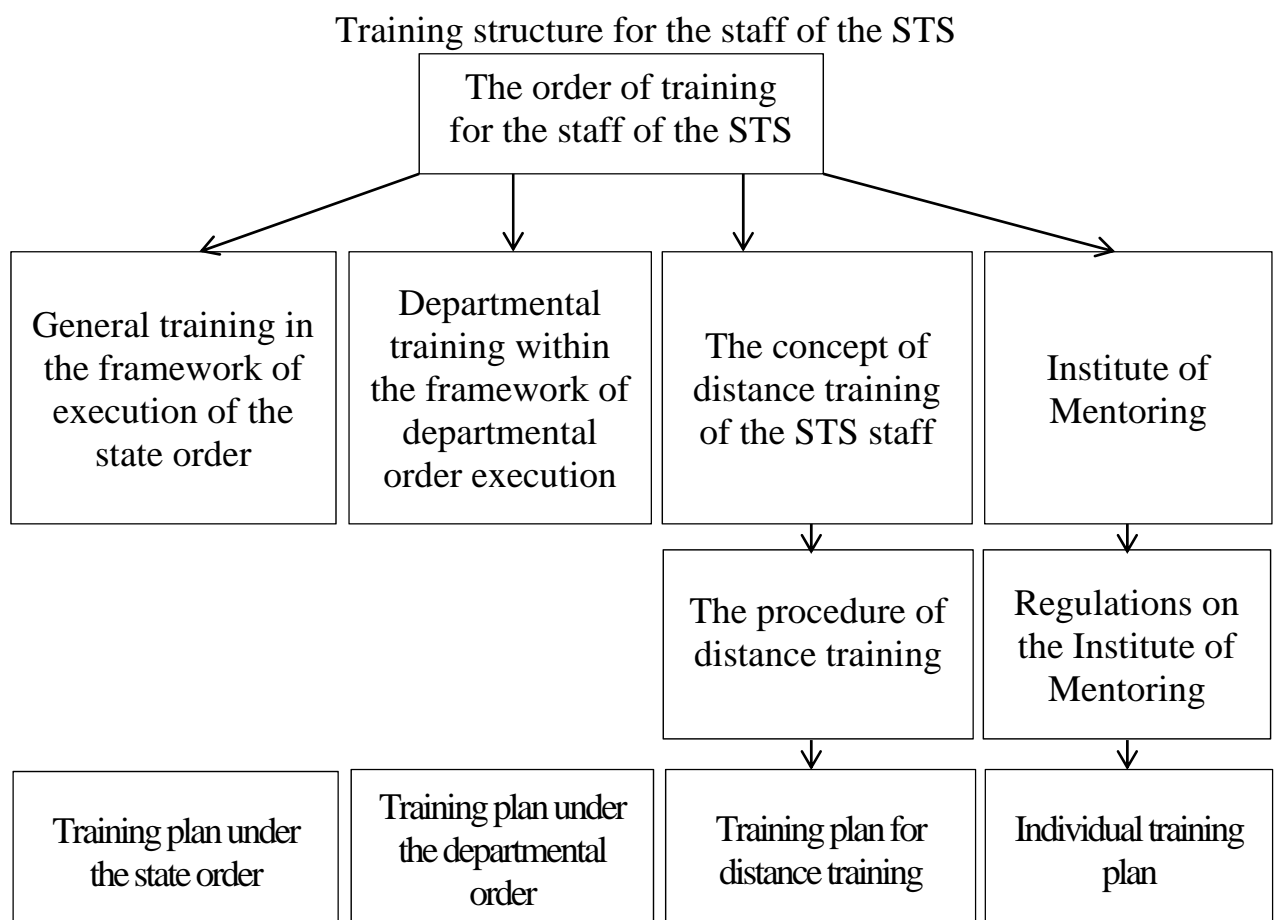 Training structure for the staff of the STS
The order of training
for the staff of the STS
General training in
the framework of
execution of the
state order
Departmental
training within
the framework of
departmental
order execution
The concept of
distance training
of the STS staff
Institute of
Mentoring
The procedure of
distance training
Regulations on
the Institute of
Mentoring
Training plan under
the state order
Training plan under
the departmental
order
Training plan for
distance training
Individual training
plan